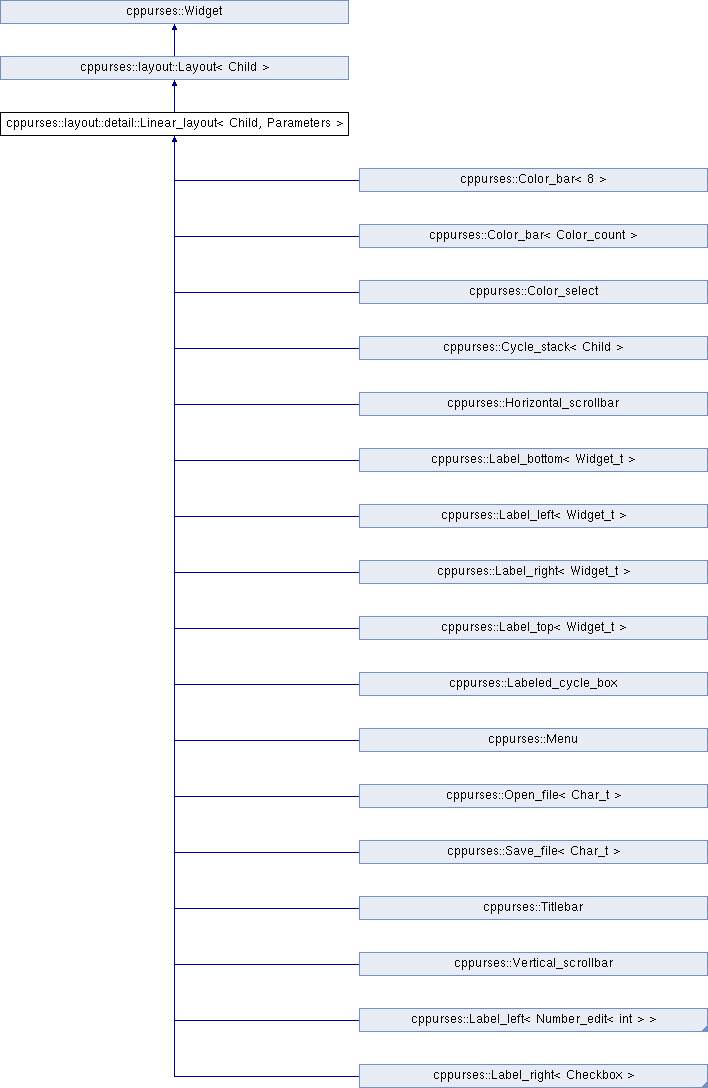 cppurses::Widget
cppurses::layout::Layout< Child >
cppurses::layout::detail::Linear_layout< Child, Parameters >
cppurses::Color_bar< 8 >
cppurses::Color_bar< Color_count >
cppurses::Color_select
cppurses::Cycle_stack< Child >
cppurses::Horizontal_scrollbar
cppurses::Label_bottom< Widget_t >
cppurses::Label_left< Widget_t >
cppurses::Label_right< Widget_t >
cppurses::Label_top< Widget_t >
cppurses::Labeled_cycle_box
cppurses::Menu
cppurses::Open_file< Char_t >
cppurses::Save_file< Char_t >
cppurses::Titlebar
cppurses::Vertical_scrollbar
cppurses::Label_left< Number_edit< int > >
cppurses::Label_right< Checkbox >